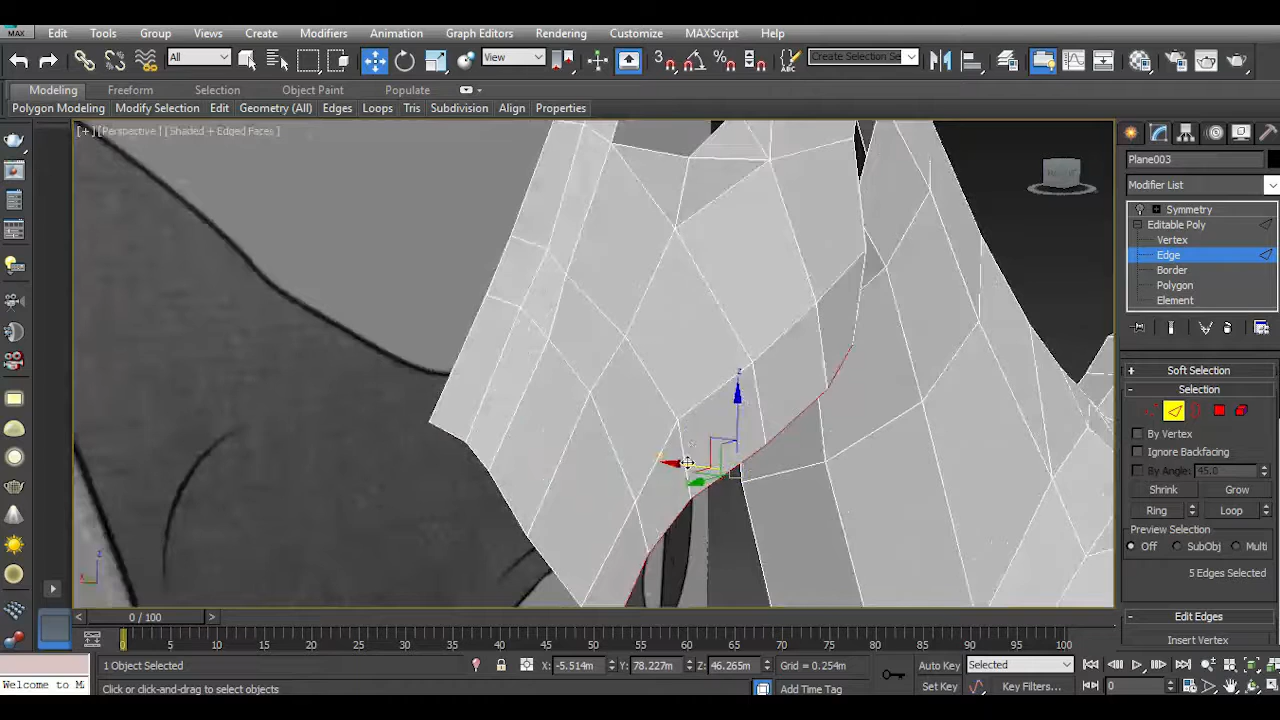 MAX Edit Tools Group Views Create Modifiers Animation Graph Editors Rendering Customize MAXScript Help
All View Create Selection Se
Modeling Freeform Selection Object Paint Populate
Polygon Modeling Modify Selection Edit Geometry (All) Edges Loops Tris Subdivision Align Properties
[+] [Perspective] [Shaded + Edged Faces]
Plane003
Modifier List
Symmetry
Editable Poly
Vertex
Edge
Border
Polygon
Element
+ Soft Selection
- Selection
By Vertex
Ignore Backfacing
By Angle: 45.0
Shrink Grow
Ring Loop
Preview Selection
Off SubObj Multi
5 Edges Selected
- Edit Edges
Insert Vertex
z
z
x
< 0 / 100 >
0 5 10 15 20 25 30 35 40 45 50 55 60 65 70 75 80 85 90 95 100
1 Object Selected X: -5.514m Y: 78.227m Z: 46.265m Grid = 0.254m Auto Key Selected
Welcome to M Click or click-and-drag to select objects Add Time Tag Set Key Key Filters... 0